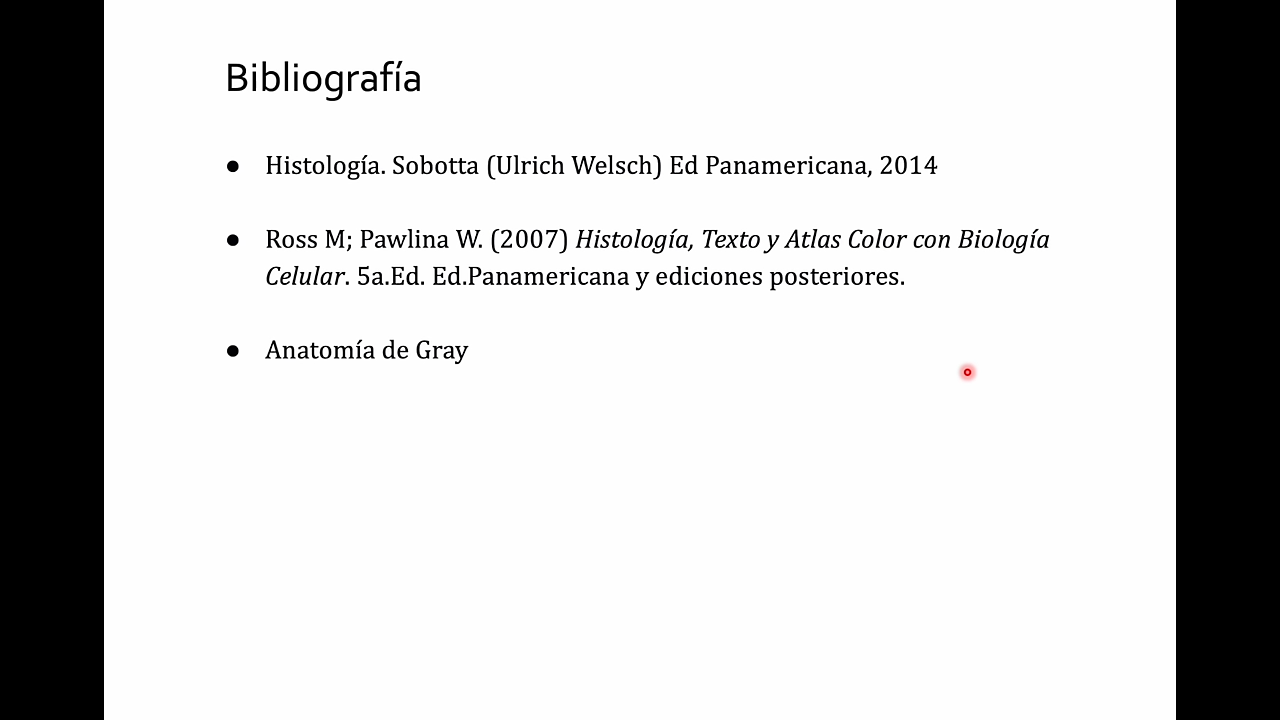 Bibliografía
● Histología. Sobotta (Ulrich Welsch) Ed Panamericana, 2014
● Ross M; Pawlina W. (2007) Histología, Texto y Atlas Color con Biología
Celular. 5a.Ed. Ed.Panamericana y ediciones posteriores.
● Anatomía de Gray